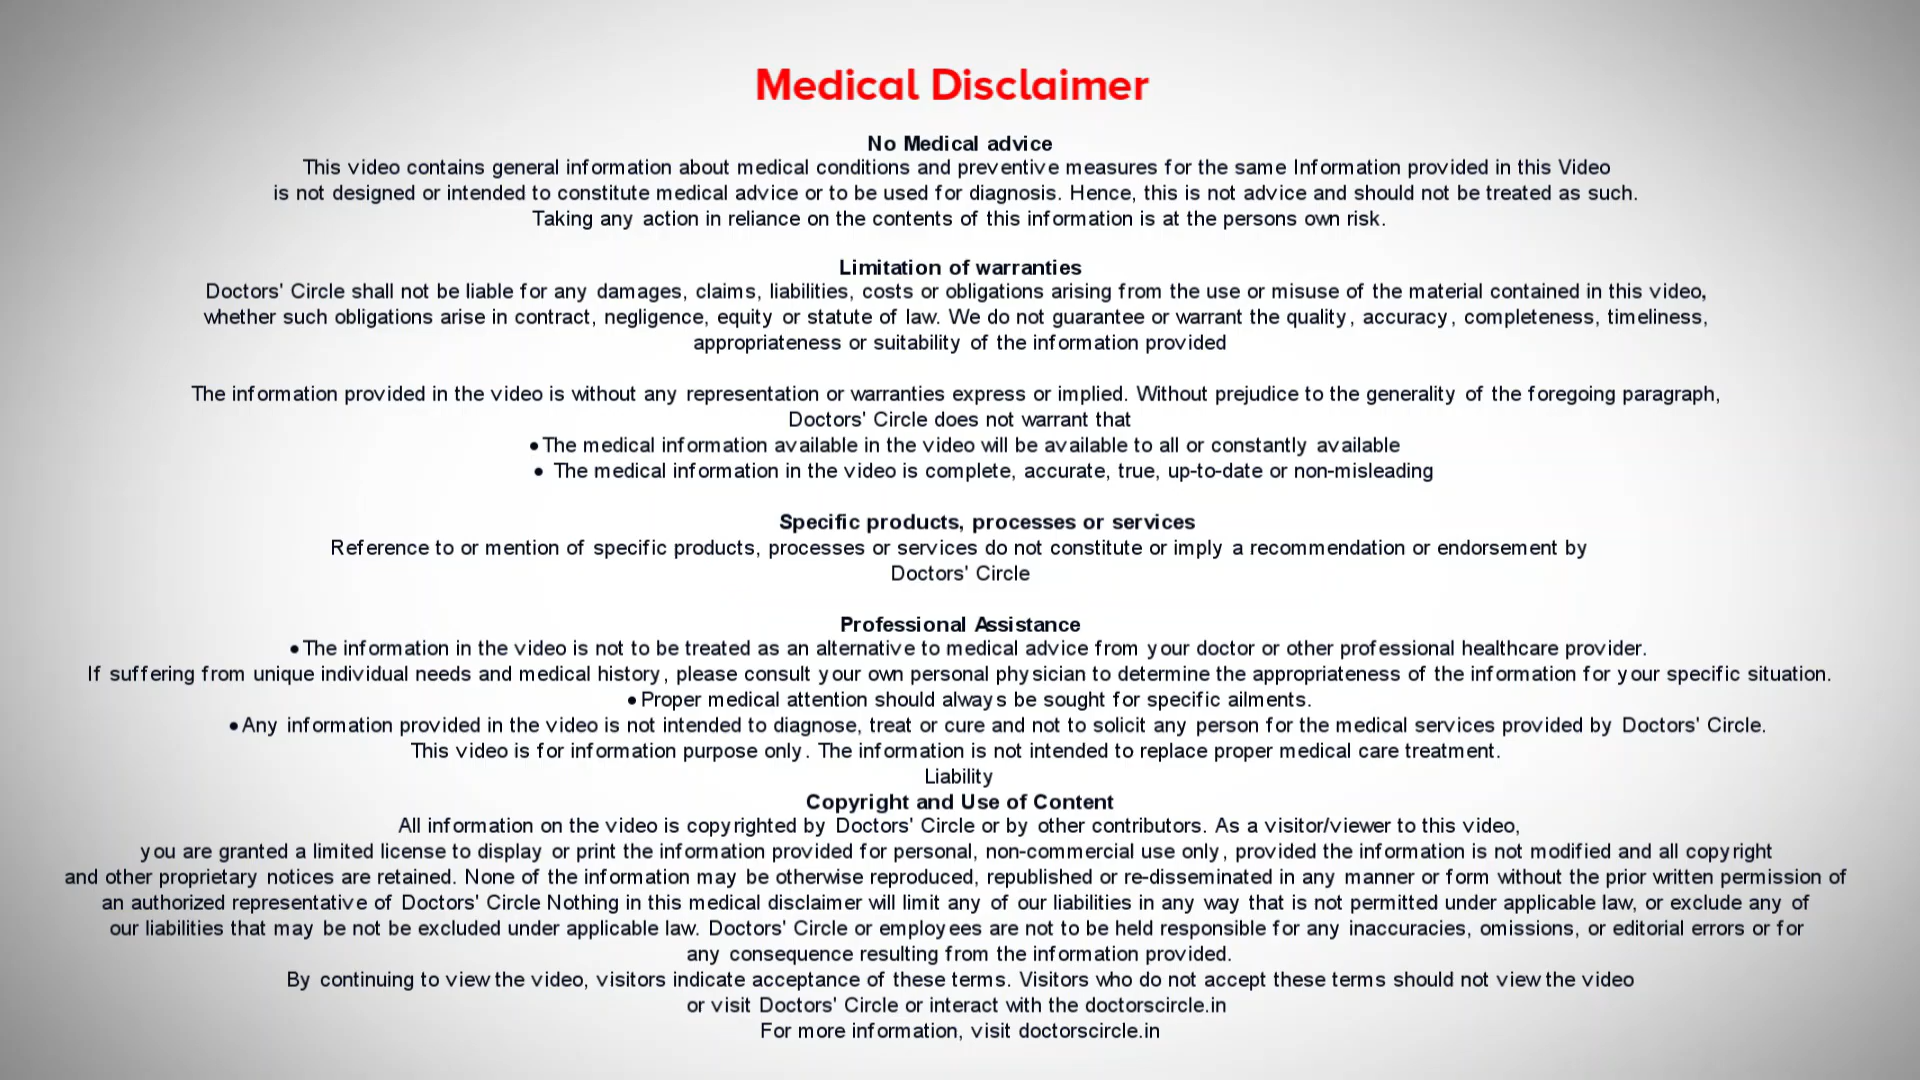 Medical Disclaimer
No Medical advice
This video contains general information about medical conditions and preventive measures for the same Information provided in this Video
is not designed or intended to constitute medical advice or to be used for diagnosis. Hence, this is not advice and should not be treated as such.
Taking any action in reliance on the contents of this information is at the persons own risk.
Limitation of warranties
Doctors' Circle shall not be liable for any damages, claims, liabilities, costs or obligations arising from the use or misuse of the material contained in this video,
whether such obligations arise in contract, negligence, equity or statute of law. We do not guarantee or warrant the quality, accuracy, completeness, timeliness,
appropriateness or suitability of the information provided
The information provided in the video is without any representation or warranties express or implied. Without prejudice to the generality of the foregoing paragraph,
Doctors' Circle does not warrant that
•The medical information available in the video will be available to all or constantly available
• The medical information in the video is complete, accurate, true, up-to-date or non-misleading
Specific products, processes or services
Reference to or mention of specific products, processes or services do not constitute or imply a recommendation or endorsement by
Doctors' Circle
Professional Assistance
•The information in the video is not to be treated as an alternative to medical advice from your doctor or other professional healthcare provider.
If suffering from unique individual needs and medical history, please consult your own personal physician to determine the appropriateness of the information for your specific situation.
•Proper medical attention should always be sought for specific ailments.
•Any information provided in the video is not intended to diagnose, treat or cure and not to solicit any person for the medical services provided by Doctors' Circle.
This video is for information purpose only. The information is not intended to replace proper medical care treatment.
Liability
Copyright and Use of Content
All information on the video is copyrighted by Doctors' Circle or by other contributors. As a visitor/viewer to this video,
you are granted a limited license to display or print the information provided for personal, non-commercial use only, provided the information is not modified and all copyright
and other proprietary notices are retained. None of the information may be otherwise reproduced, republished or re-disseminated in any manner or form without the prior written permission of
an authorized representative of Doctors' Circle Nothing in this medical disclaimer will limit any of our liabilities in any way that is not permitted under applicable law, or exclude any of
our liabilities that may be not be excluded under applicable law. Doctors' Circle or employees are not to be held responsible for any inaccuracies, omissions, or editorial errors or for
any consequence resulting from the information provided.
By continuing to view the video, visitors indicate acceptance of these terms. Visitors who do not accept these terms should not view the video
or visit Doctors' Circle or interact with the doctorscircle.in
For more information, visit doctorscircle.in